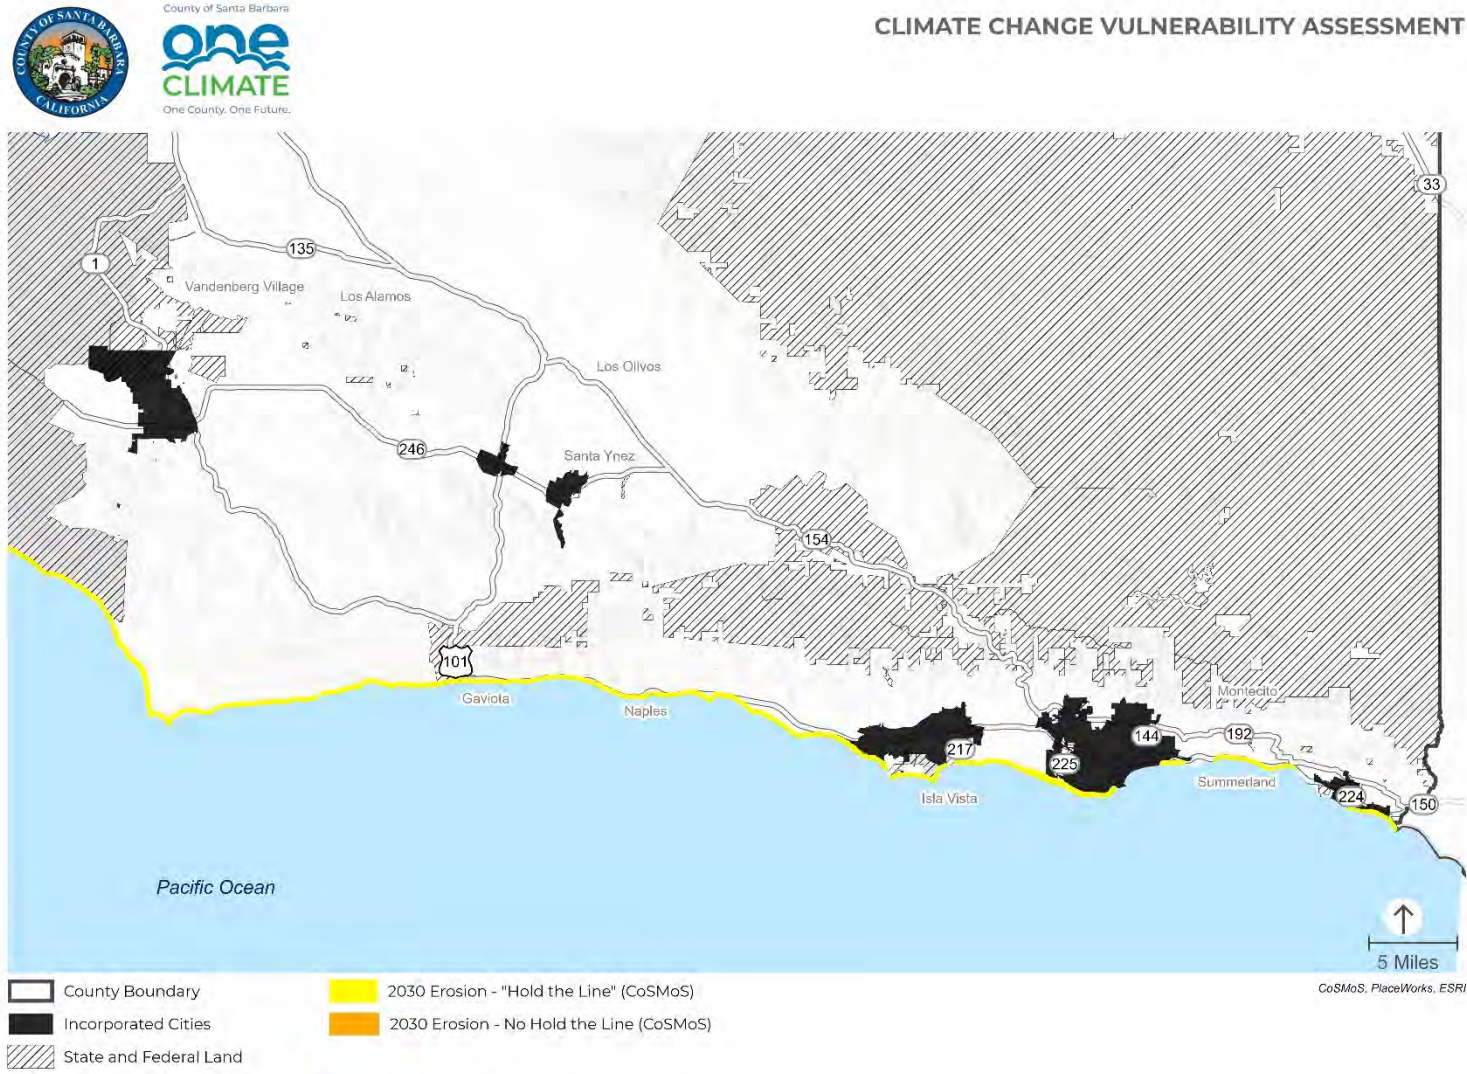 COUNTY OF SANTA BARBARA
CALIFORNIA
County of Santa Barbara
one
CLIMATE
One County. One Future.
CLIMATE CHANGE VULNERABILITY ASSESSMENT
33
135
1
Vandenberg Village
Los Alamos
Los Olivos
246
Santa Ynez
154
101
Gaviota
Naples
Montecito
144
192
217
225
Summerland
Isla Vista
224
150
Pacific Ocean
5 Miles
CoSMoS, PlaceWorks, ESRI
County Boundary
Incorporated Cities
State and Federal Land
2030 Erosion - "Hold the Line" (CoSMoS)
2030 Erosion - No Hold the Line (CoSMoS)